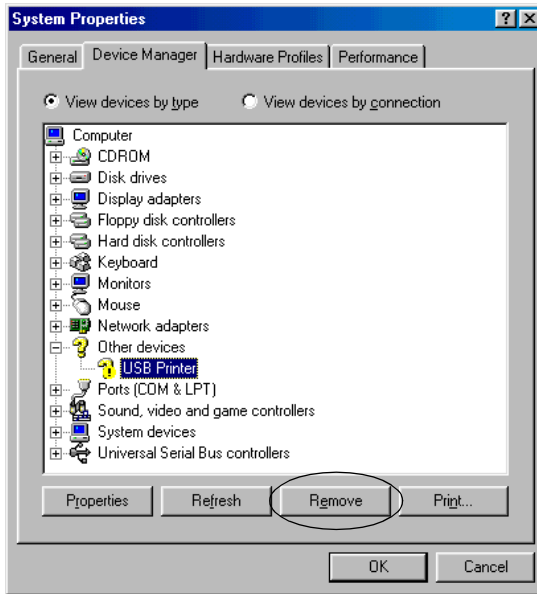 System Properties
General Device Manager Hardware Profiles Performance
View devices by type View devices by connection
Computer
CDROM
Disk drives
Display adapters
Floppy disk controllers
Hard disk controllers
Keyboard
Monitors
Mouse
Network adapters
Other devices
USB Printer
Ports (COM & LPT)
Sound, video and game controllers
System devices
Universal Serial Bus controllers
Properties Refresh Remove Print...
OK Cancel